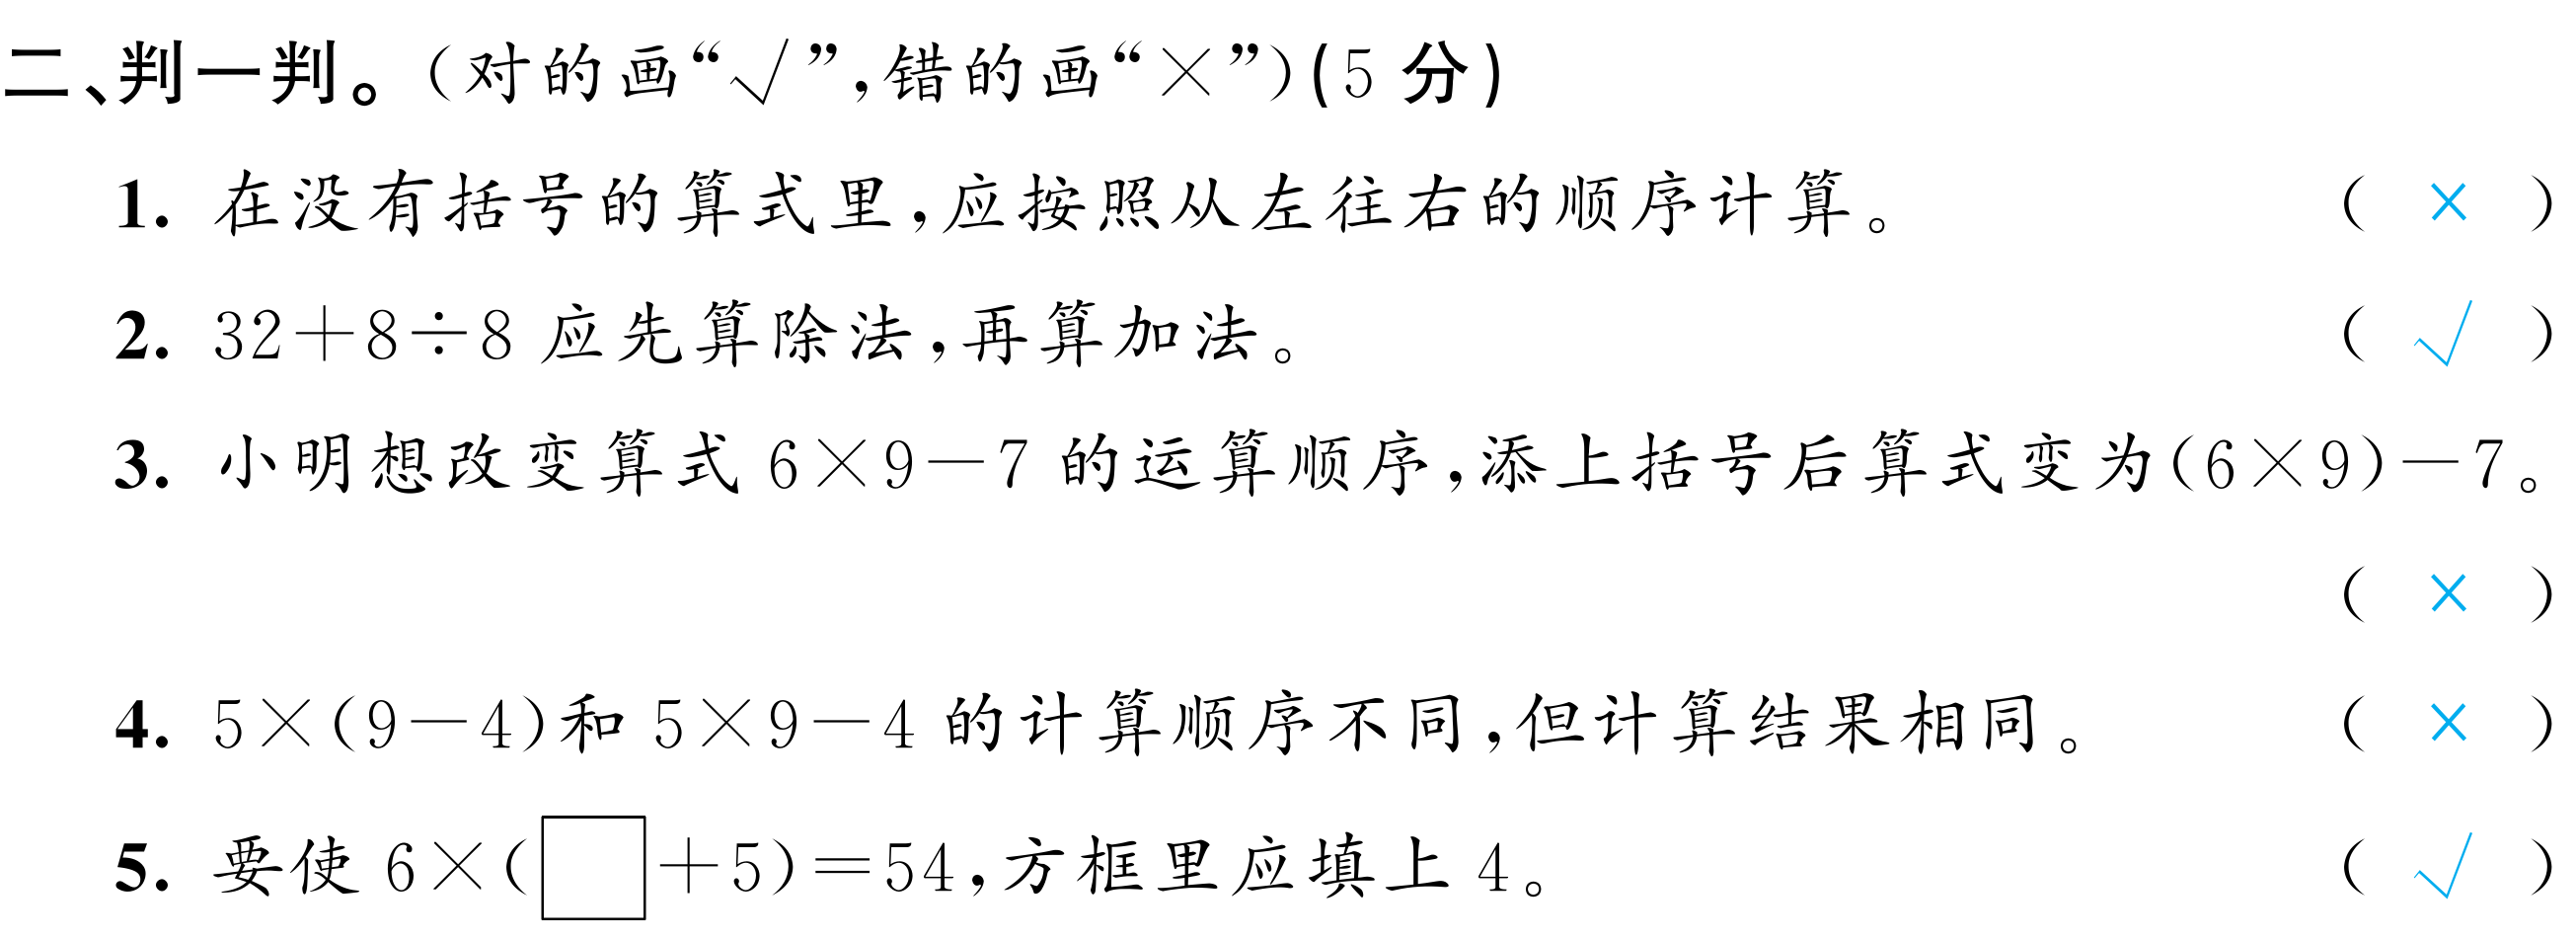 二、判一判。(对的画“√”,错的画“×”)(5 分)
1. 在没有括号的算式里,应按照从左往右的顺序计算。 ( × )
2. 32+8÷8 应先算除法,再算加法。 ( √ )
3. 小明想改变算式 6×9－7 的运算顺序,添上括号后算式变为(6×9)－7。
( × )
4. 5×(9－4)和 5×9－4 的计算顺序不同,但计算结果相同。 ( × )
5. 要使 6×(□+5)=54,方框里应填上 4。 ( √ )